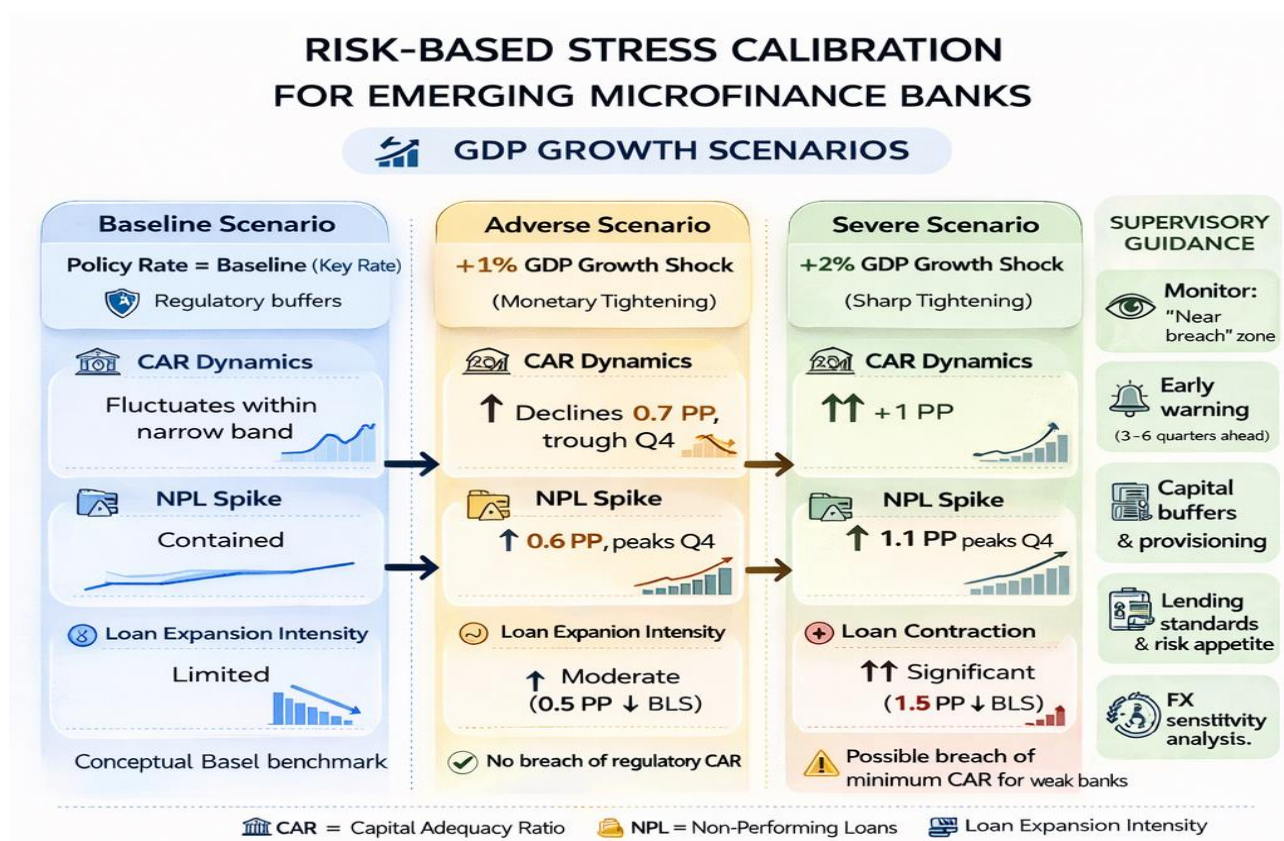 RISK-BASED STRESS CALIBRATION
FOR EMERGING MICROFINANCE BANKS
GDP GROWTH SCENARIOS
Baseline Scenario
Policy Rate = Baseline (Key Rate)
Regulatory buffers
CAR Dynamics
Fluctuates within
narrow band
NPL Spike
Contained
Loan Expansion Intensity
Limited
Conceptual Basel benchmark
Adverse Scenario
+1% GDP Growth Shock
(Monetary Tightening)
CAR Dynamics
↑ Declines 0.7 PP,
trough Q4
NPL Spike
↑ 0.6 PP, peaks Q4
Loan Expanion Intensity
↑ Moderate
(0.5 PP ↓ BLS)
No breach of regulatory CAR
Severe Scenario
+2% GDP Growth Shock
(Sharp Tightening)
CAR Dynamics
↑↑ +1 PP
NPL Spike
↑ 1.1 PP peaks Q4
Loan Contraction
↑↑ Significant
(1.5 PP ↓ BLS)
Possible breach of
minimum CAR for weak banks
SUPERVISORY
GUIDANCE
Monitor:
"Near
breach" zone
Early
warning
(3–6 quarters ahead)
Capital
buffers
& provisioning
Lending
standards
& risk appetite
FX
senstitvity
analysis.
CAR = Capital Adequacy Ratio
NPL = Non-Performing Loans
Loan Expansion Intensity